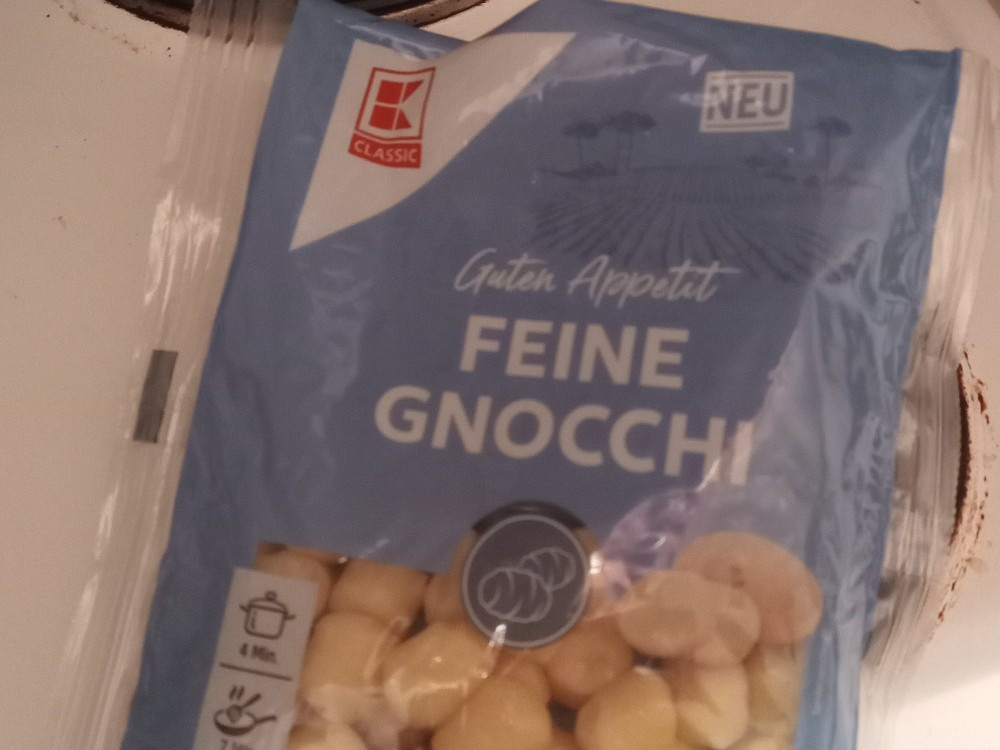 K
CLASSIC
NEU
Guten Appetit
FEINE
GNOCCHI
4 Min.